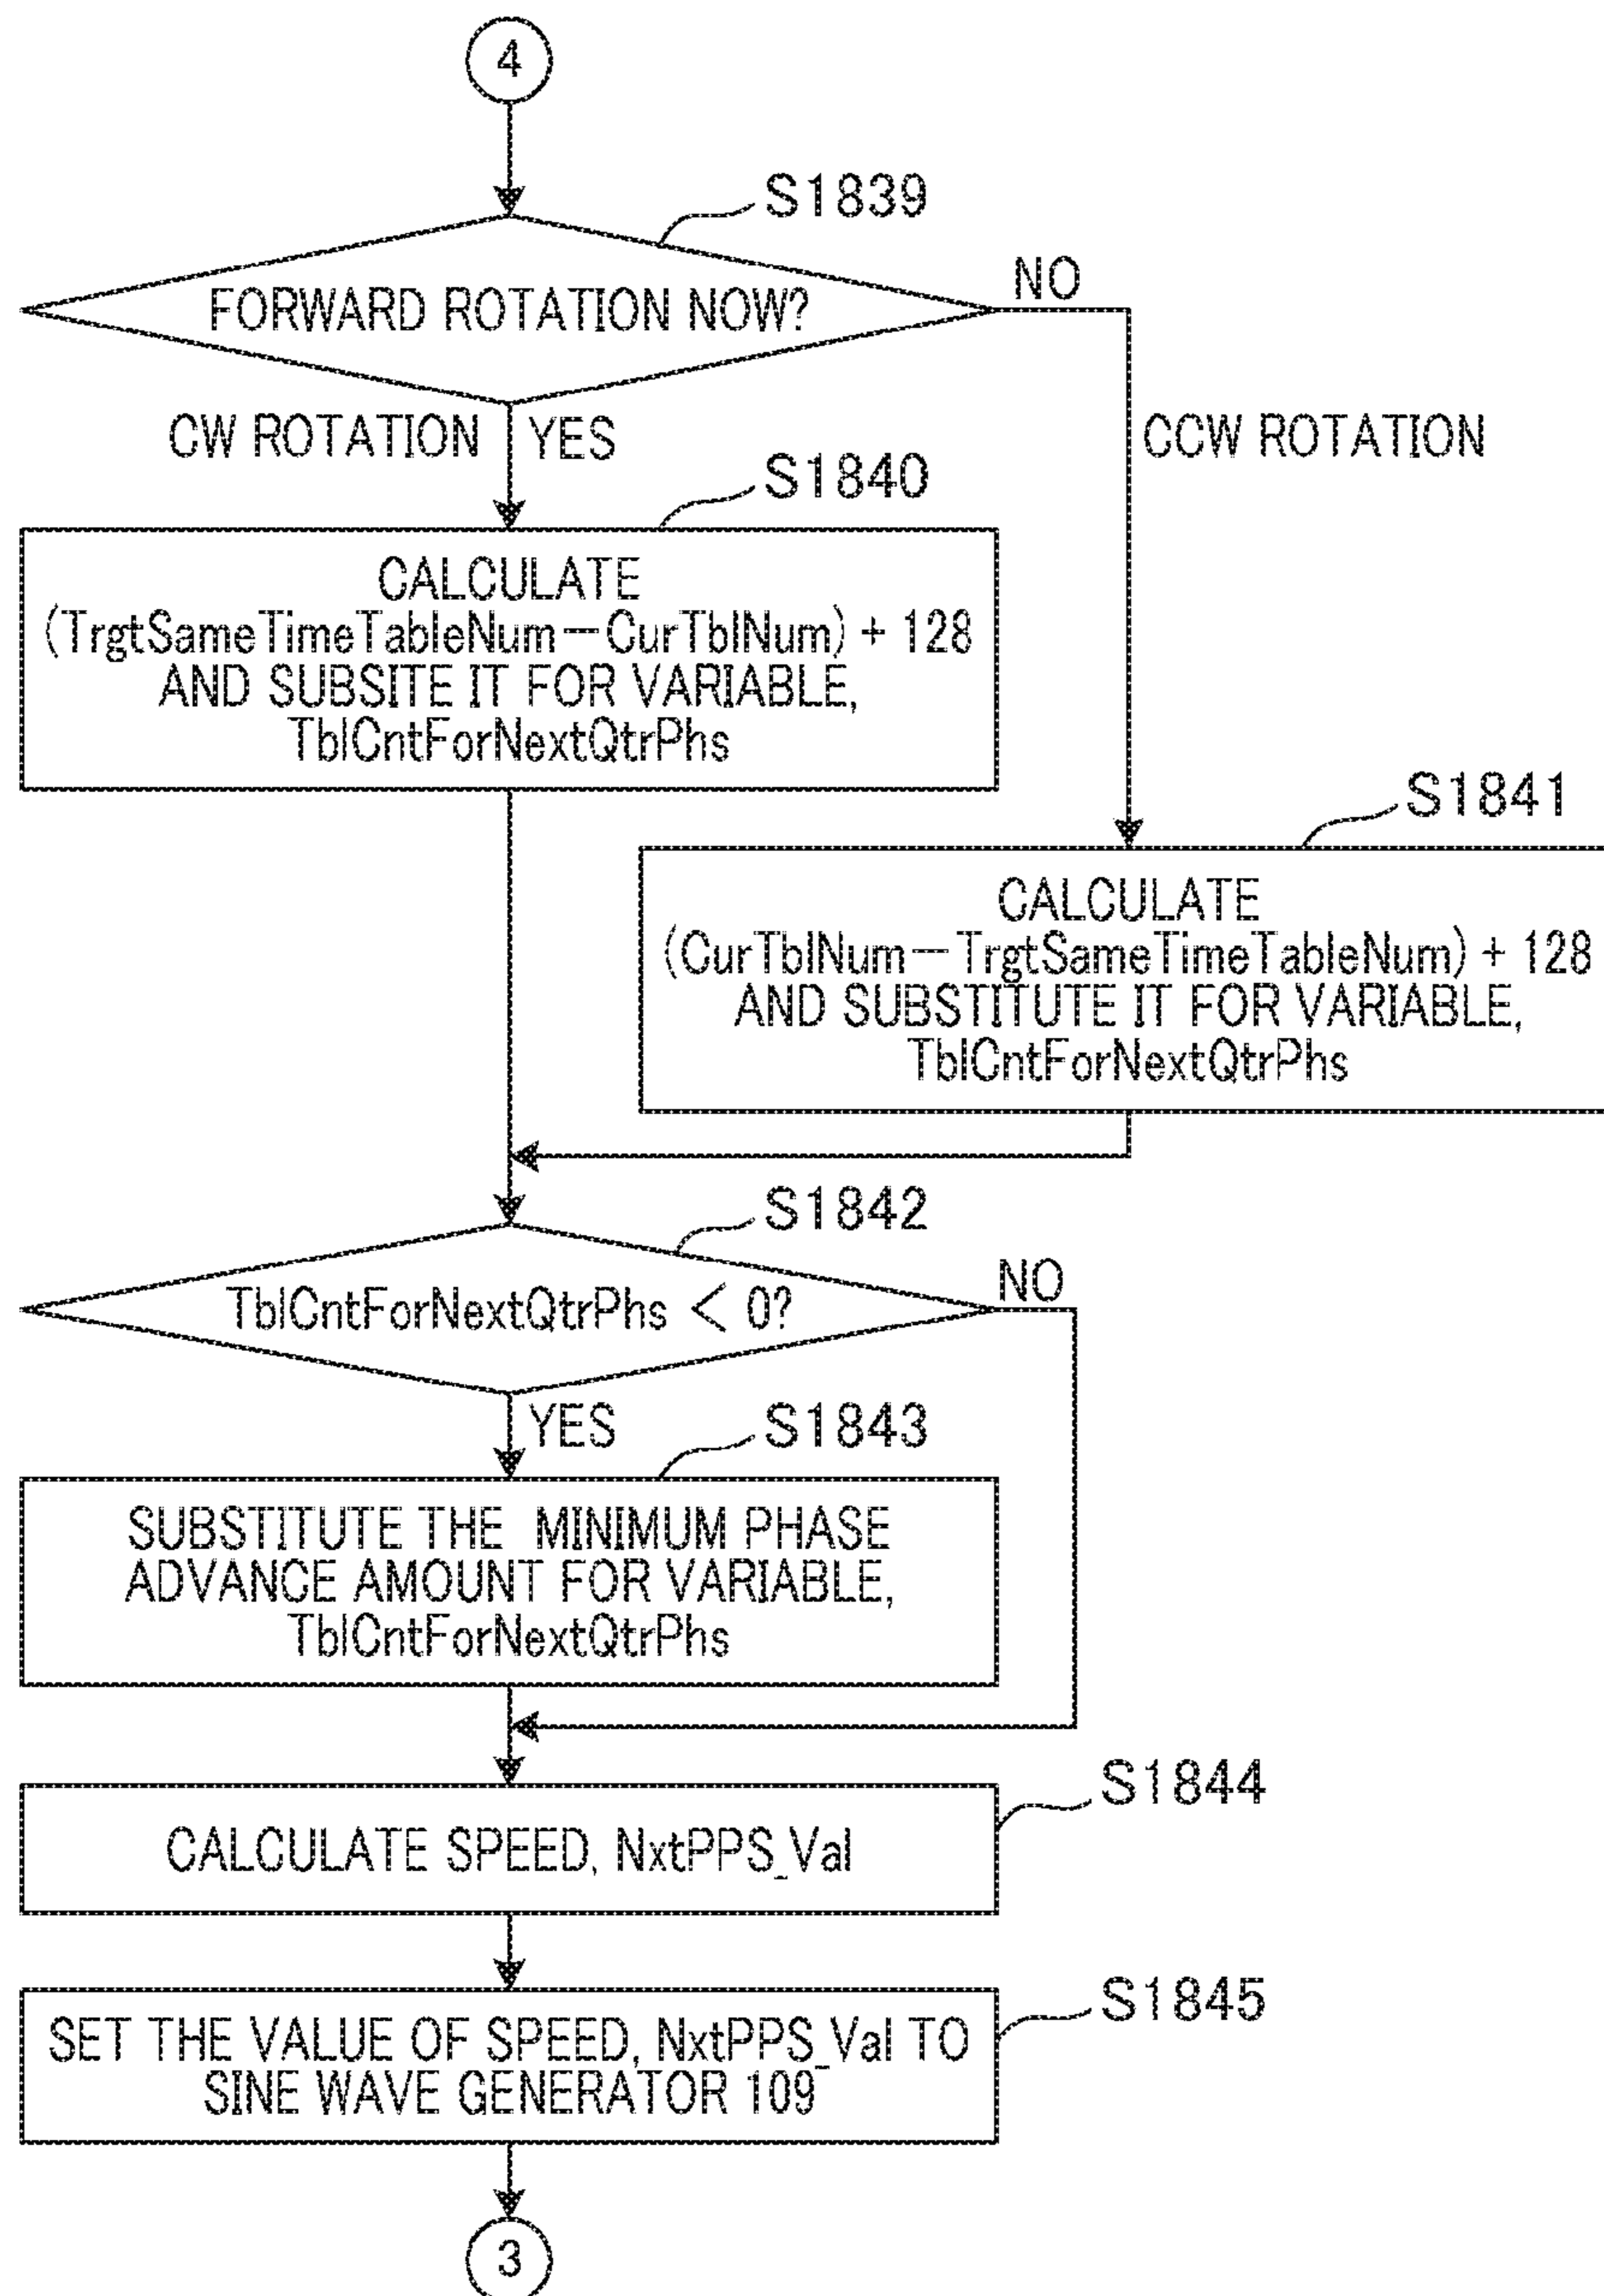 4
S1839
FORWARD ROTATION NOW?
NO
CW ROTATION
YES
CCW ROTATION
S1840
CALCULATE
(TrgtSameTimeTableNum－CurTblNum) + 128
AND SUBSITE IT FOR VARIABLE,
TblCntForNextQtrPhs
S1841
CALCULATE
(CurTblNum－TrgtSameTimeTableNum) + 128
AND SUBSTITUTE IT FOR VARIABLE,
TblCntForNextQtrPhs
S1842
TblCntForNextQtrPhs < 0?
NO
YES
S1843
SUBSTITUTE THE MINIMUM PHASE
ADVANCE AMOUNT FOR VARIABLE,
TblCntForNextQtrPhs
S1844
CALCULATE SPEED, NxtPPS_Val
S1845
SET THE VALUE OF SPEED, NxtPPS_Val TO
SINE WAVE GENERATOR 109
3